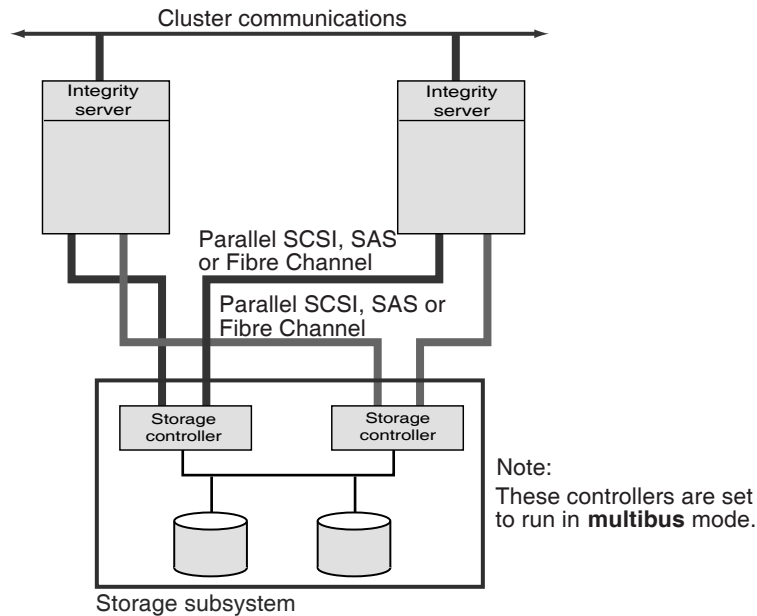 Cluster communications
Integrity
server
Integrity
server
Parallel SCSI, SAS
or Fibre Channel
Parallel SCSI, SAS or
Fibre Channel
Storage
controller
Storage
controller
Note:
These controllers are set
to run in multibus mode.
Storage subsystem